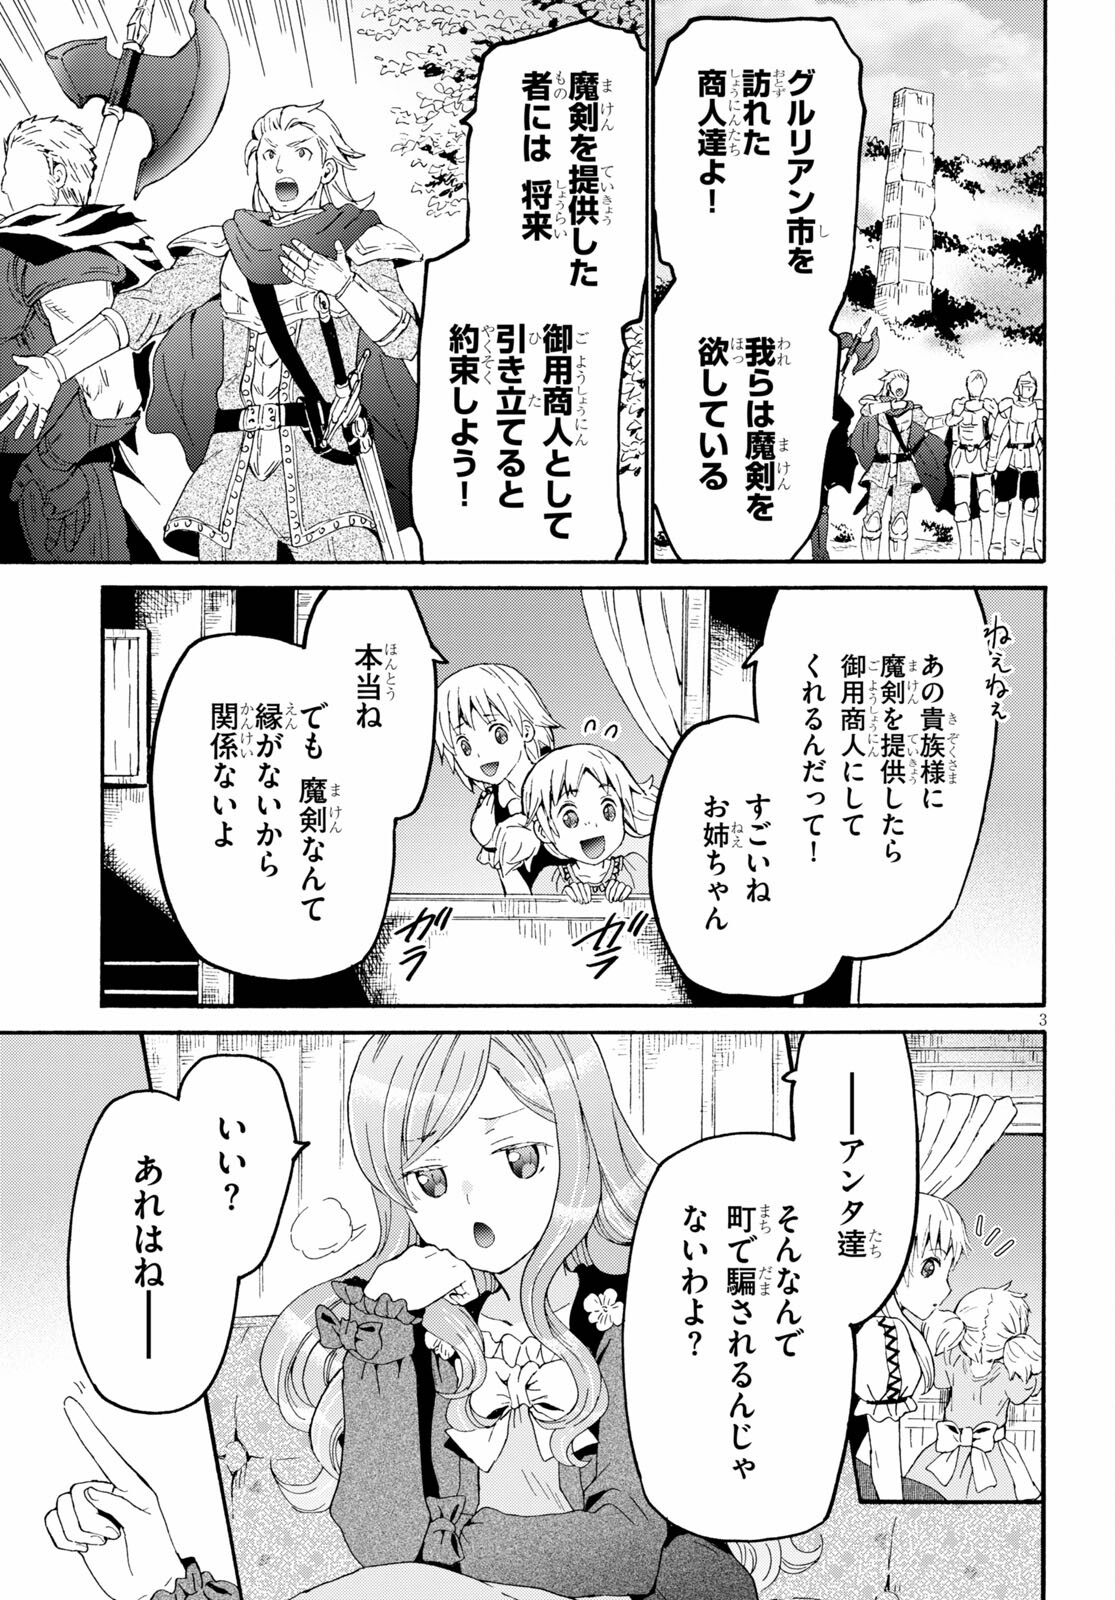 グルリアン市を
訪れた
商人達よ！
我らは魔剣を
欲している
魔剣を提供した
者には 将来
御用商人として
引き立てると
約束しよう！
ねえねぇ
あの貴族様に
魔剣を提供したら
御用商人にして
くれるんだって！
すごいね
お姉ちゃん
本当ね
でも 魔剣なんて
縁がないから
関係ないよ
ガラ
ガラ
3
――アンタ達
そんなんで
町で騙されるんじゃ
ないわよ？
いい？
あれはね――